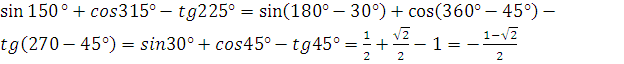 sin 150° + cos315° − tg225° = sin(180° − 30°) + cos(360° − 45°) −
tg(270 − 45°) = sin30° + cos45° − tg45° = 1/2 + √2/2 − 1 = − (1−√2)/2